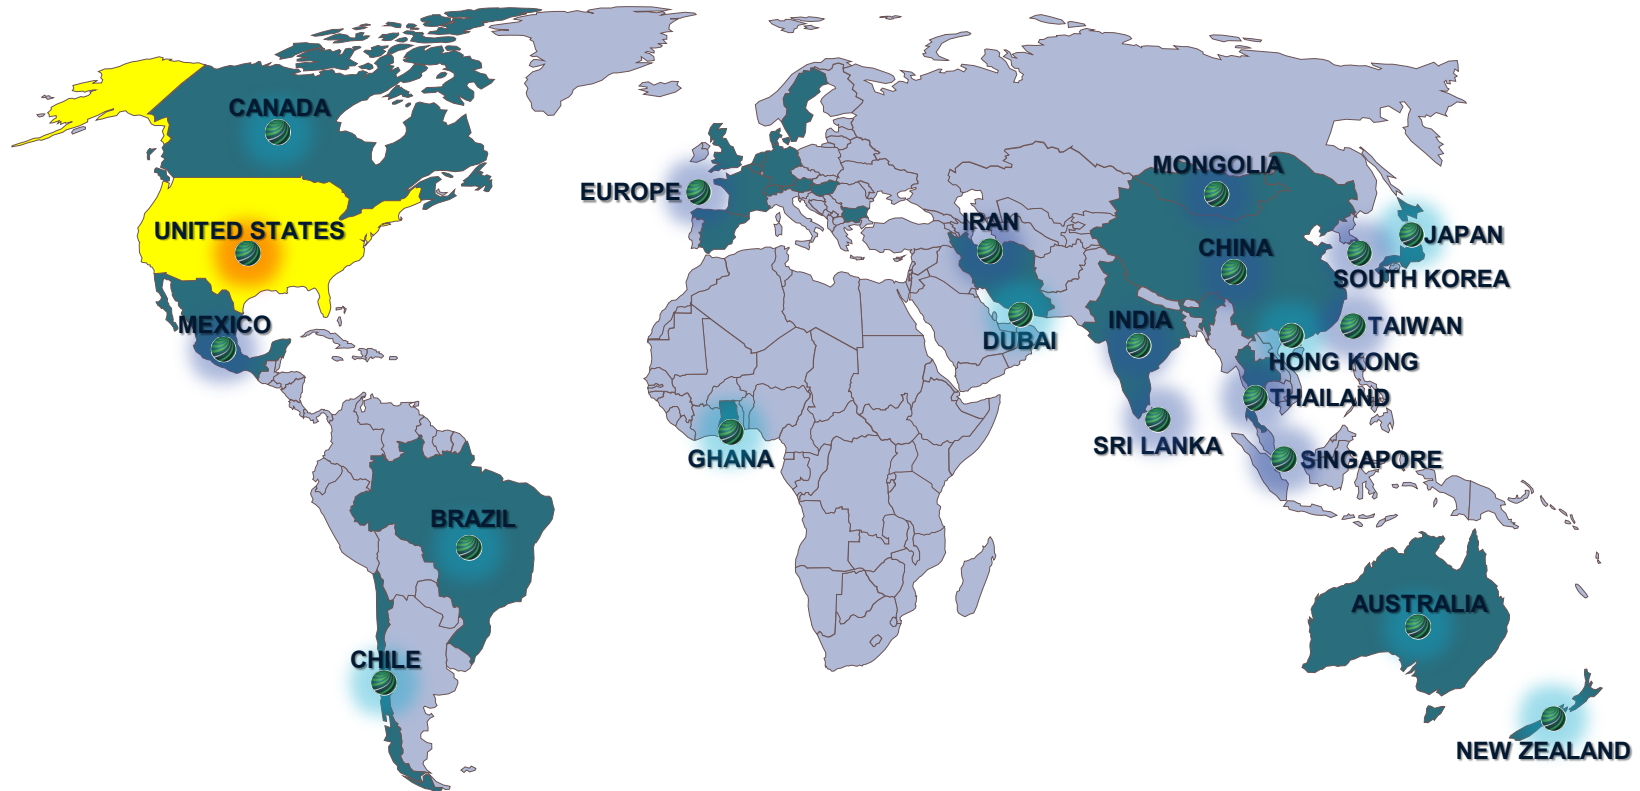 CANADA
MONGOLIA
EUROPE
IRAN
UNITED STATES
JAPAN
CHINA
SOUTH KOREA
MEXICO
DUBAI
INDIA
TAIWAN
HONG KONG
THAILAND
SRI LANKA
GHANA
SINGAPORE
BRAZIL
AUSTRALIA
CHILE
NEW ZEALAND